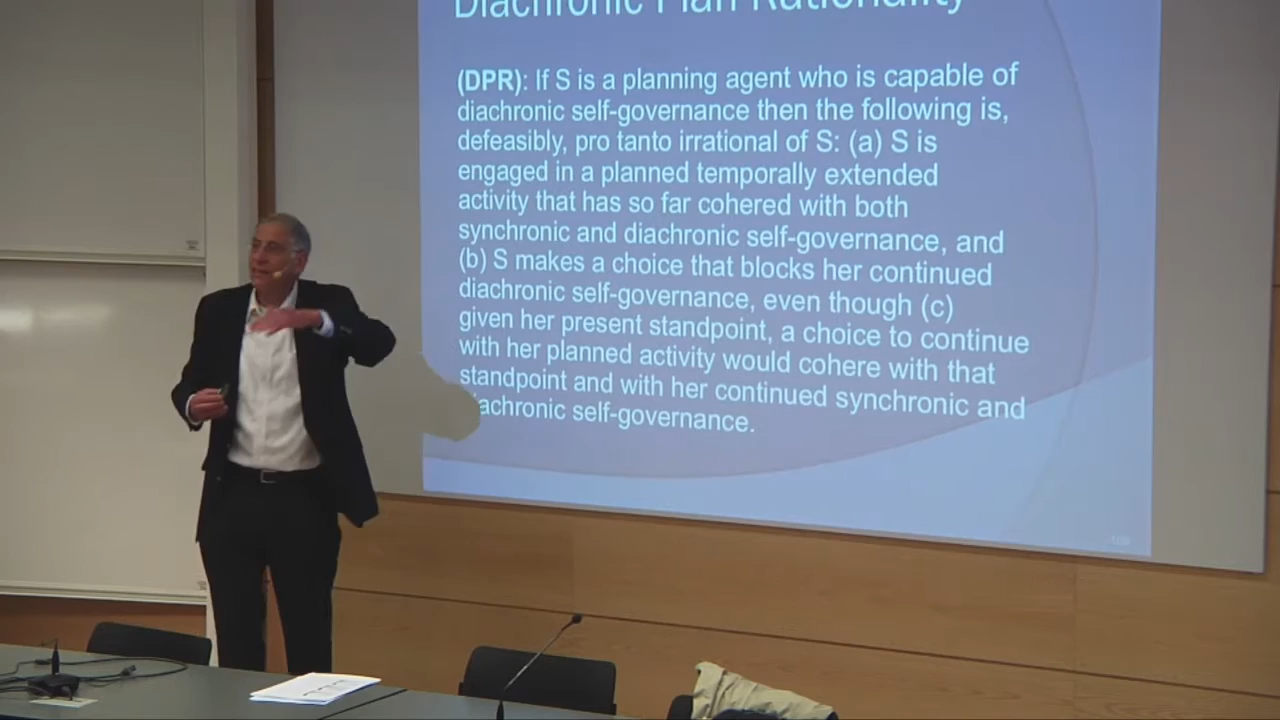 Diachronic Plan Rationality
(DPR): If S is a planning agent who is capable of
diachronic self-governance then the following is,
defeasibly, pro tanto irrational of S: (a) S is
engaged in a planned temporally extended
activity that has so far cohered with both
synchronic and diachronic self-governance, and
(b) S makes a choice that blocks her continued
diachronic self-governance, even though (c)
given her present standpoint, a choice to continue
with her planned activity would cohere with that
standpoint and with her continued synchronic and
diachronic self-governance.